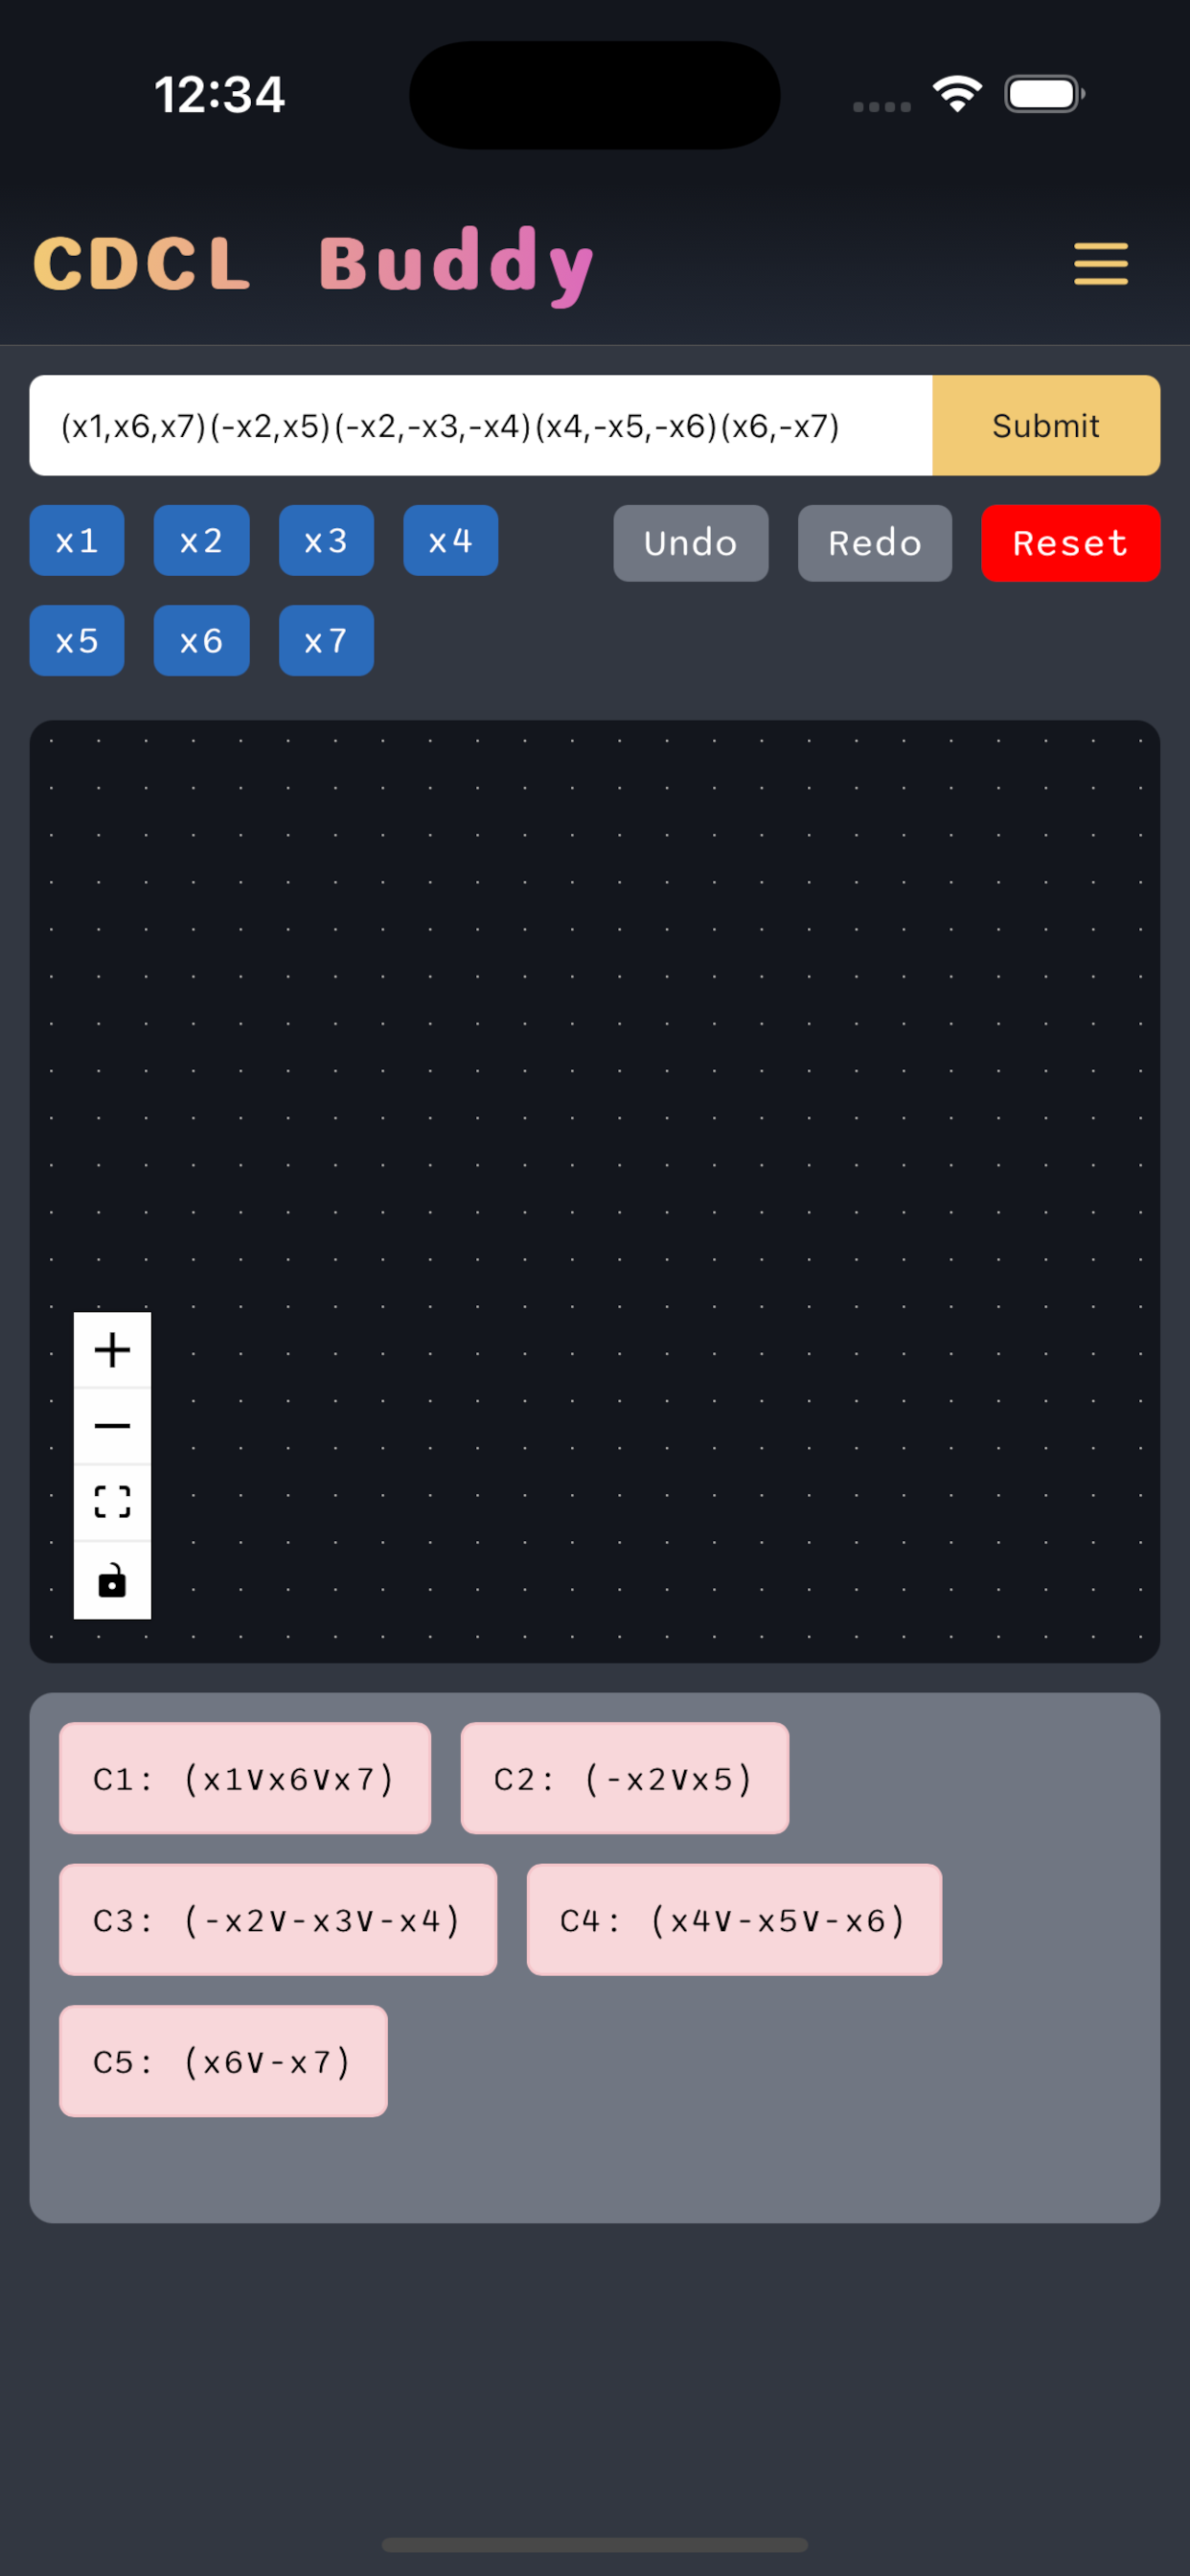 12:34
CDCL Buddy
(x1,x6,x7)(-x2,x5)(-x2,-x3,-x4)(x4,-x5,-x6)(x6,-x7) Submit
x1 x2 x3 x4 Undo Redo Reset
x5 x6 x7
C1: (x1∨x6∨x7) C2: (-x2∨x5)
C3: (-x2∨-x3∨-x4) C4: (x4∨-x5∨-x6)
C5: (x6∨-x7)